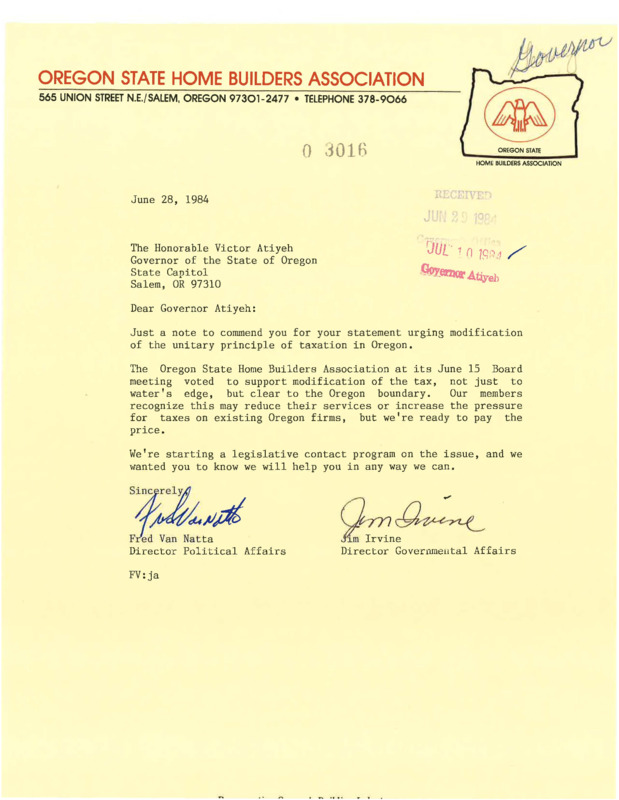 Governor
OREGON STATE HOME BUILDERS ASSOCIATION
565 UNION STREET N.E./SALEM, OREGON 97301-2477 • TELEPHONE 378-9066
OREGON STATE
HOME BUILDERS ASSOCIATION
0 3016
June 28, 1984
RECEIVED
JUN 29 1984
JUL 10 1984
Governor Atiyeh
The Honorable Victor Atiyeh
Governor of the State of Oregon
State Capitol
Salem, OR 97310
Dear Governor Atiyeh:
Just a note to commend you for your statement urging modification
of the unitary principle of taxation in Oregon.
The Oregon State Home Builders Association at its June 15 Board
meeting voted to support modification of the tax, not just to
water's edge, but clear to the Oregon boundary. Our members
recognize this may reduce their services or increase the pressure
for taxes on existing Oregon firms, but we're ready to pay the
price.
We're starting a legislative contact program on the issue, and we
wanted you to know we will help you in any way we can.
Sincerely,
Fred Van Natta
Jim Irvine
Fred Van Natta
Jim Irvine
Director Political Affairs
Director Governmental Affairs
FV:ja